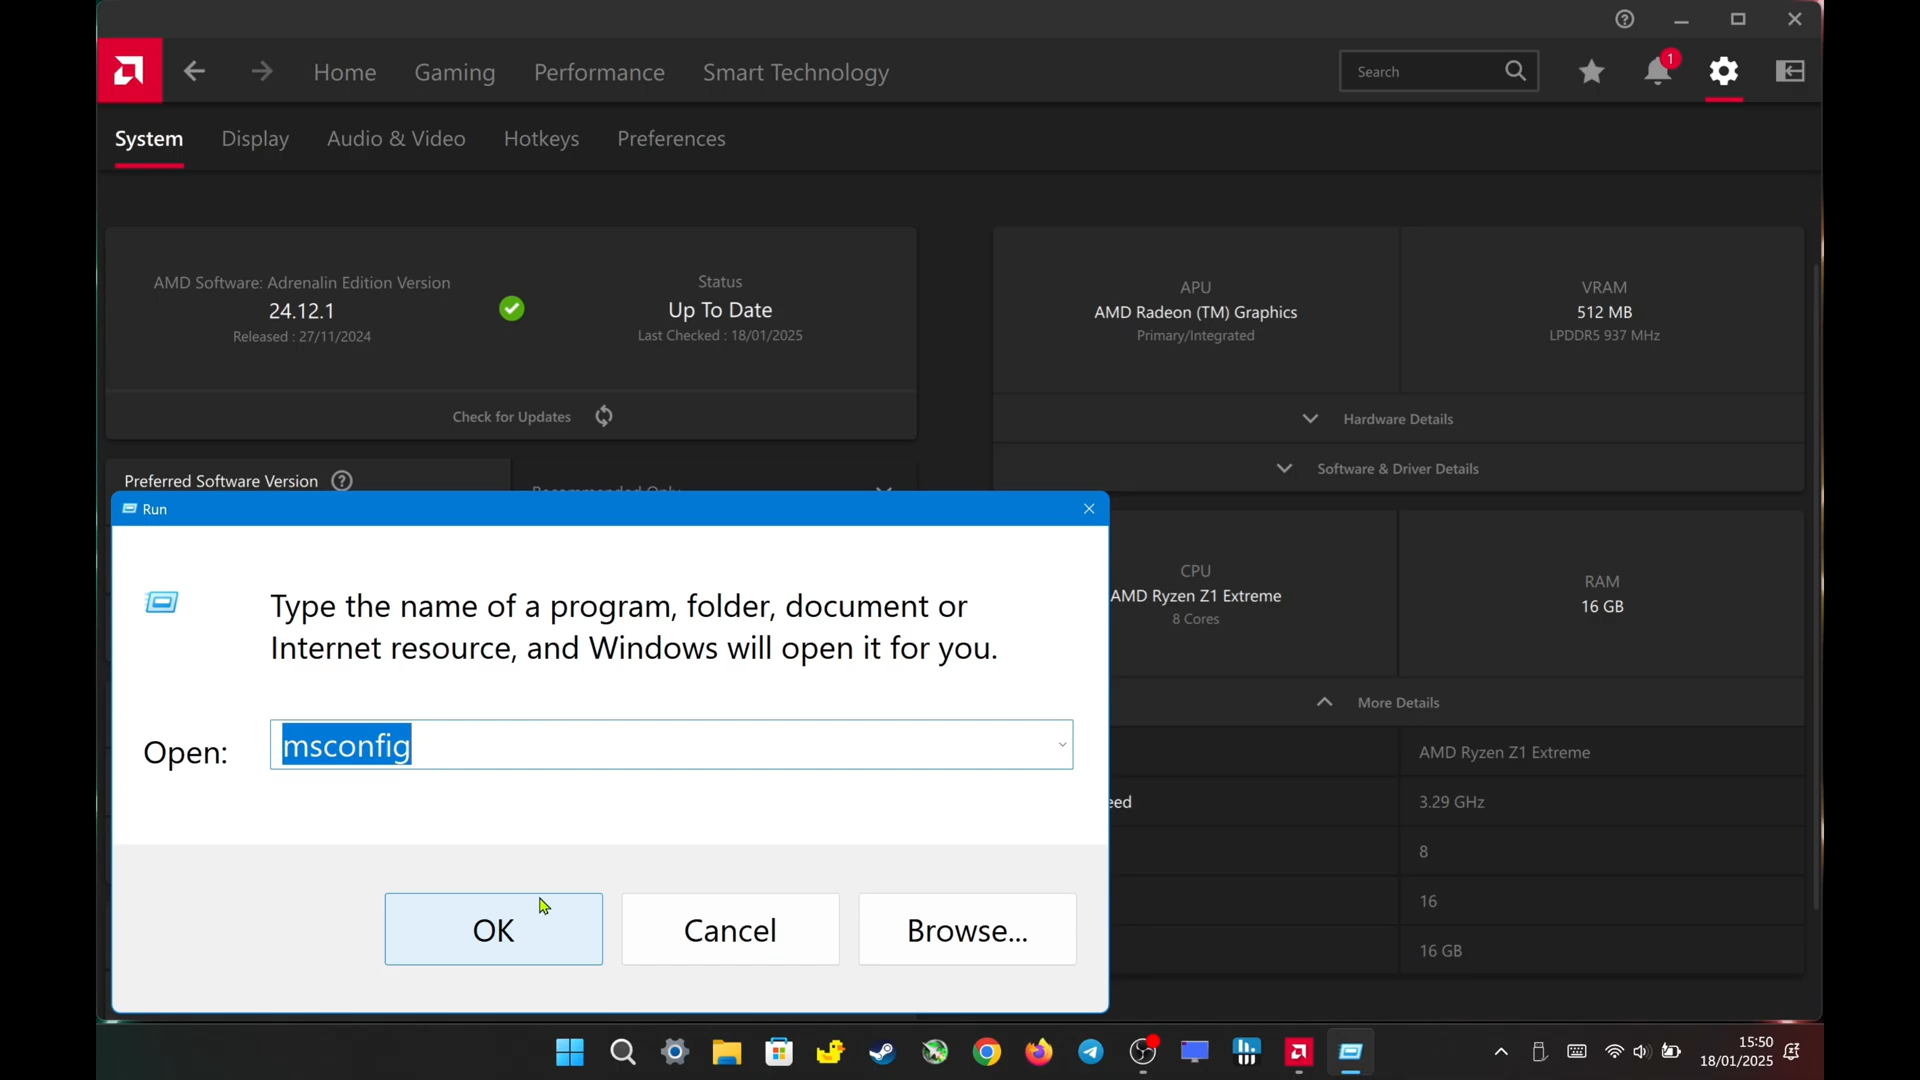 Home
Gaming
Performance
Smart Technology
Search
1
System
Display
Audio & Video
Hotkeys
Preferences
AMD Software: Adrenalin Edition Version
24.12.1
Released : 27/11/2024
Status
Up To Date
Last Checked : 18/01/2025
Check for Updates
APU
AMD Radeon (TM) Graphics
Primary/Integrated
VRAM
512 MB
LPDDR5 937 MHz
Hardware Details
Software & Driver Details
Preferred Software Version
Recommended Only
CPU
AMD Ryzen Z1 Extreme
8 Cores
RAM
16 GB
More Details
AMD Ryzen Z1 Extreme
eed
3.29 GHz
8
16
16 GB
Run
Type the name of a program, folder, document or
Internet resource, and Windows will open it for you.
Open:
msconfig
OK
Cancel
Browse...
15:50
18/01/2025